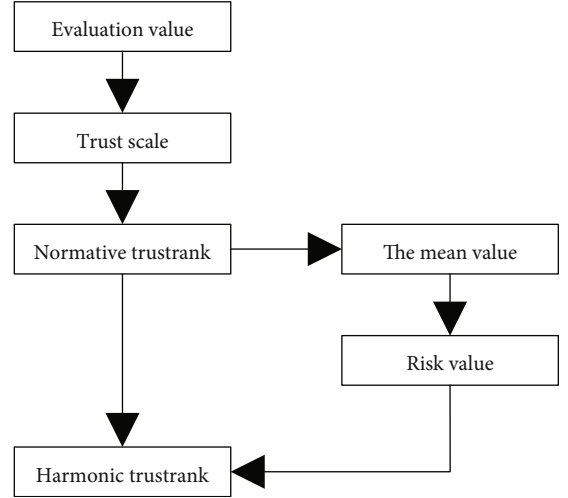 Evaluation value
Trust scale
Normative trustrank
The mean value
Risk value
Harmonic trustrank